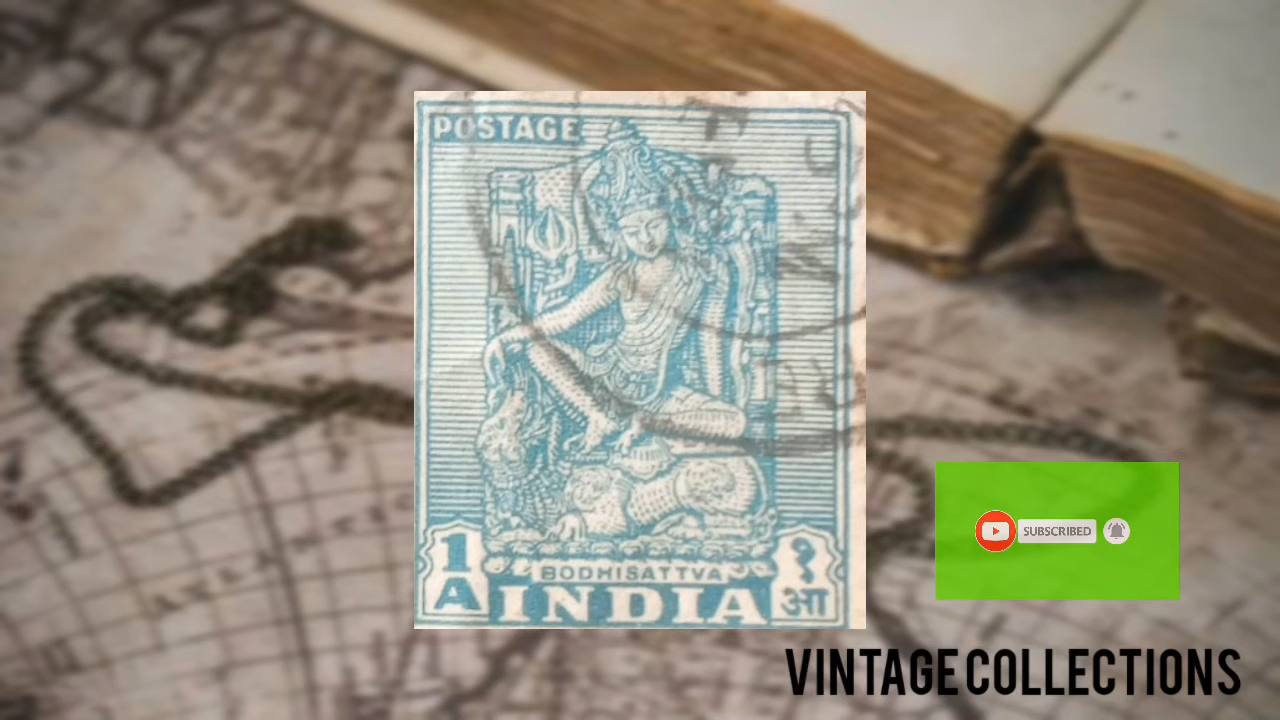 POSTAGE
1 १
A आ
BODHISATTVA
INDIA
SUBSCRIBED
VINTAGE COLLECTIONS